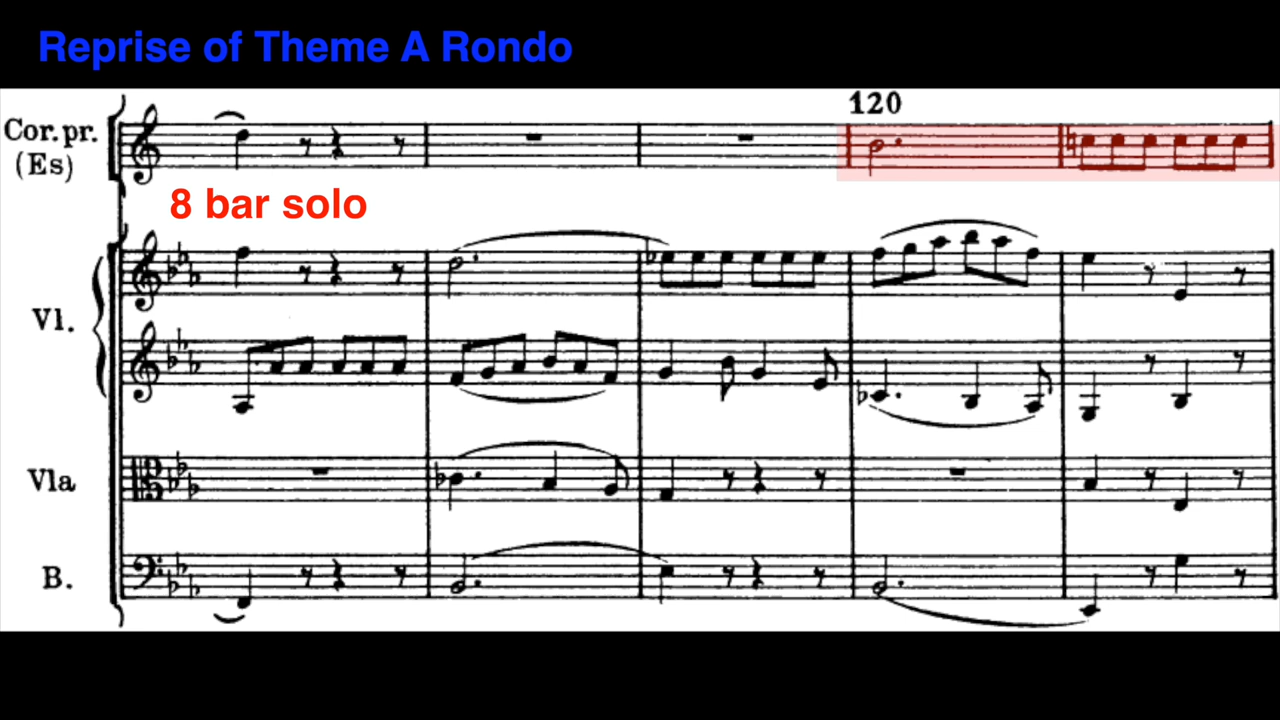 Reprise of Theme A Rondo
120
Cor. pr.
(Es)
8 bar solo
Vl.
Vla
B.